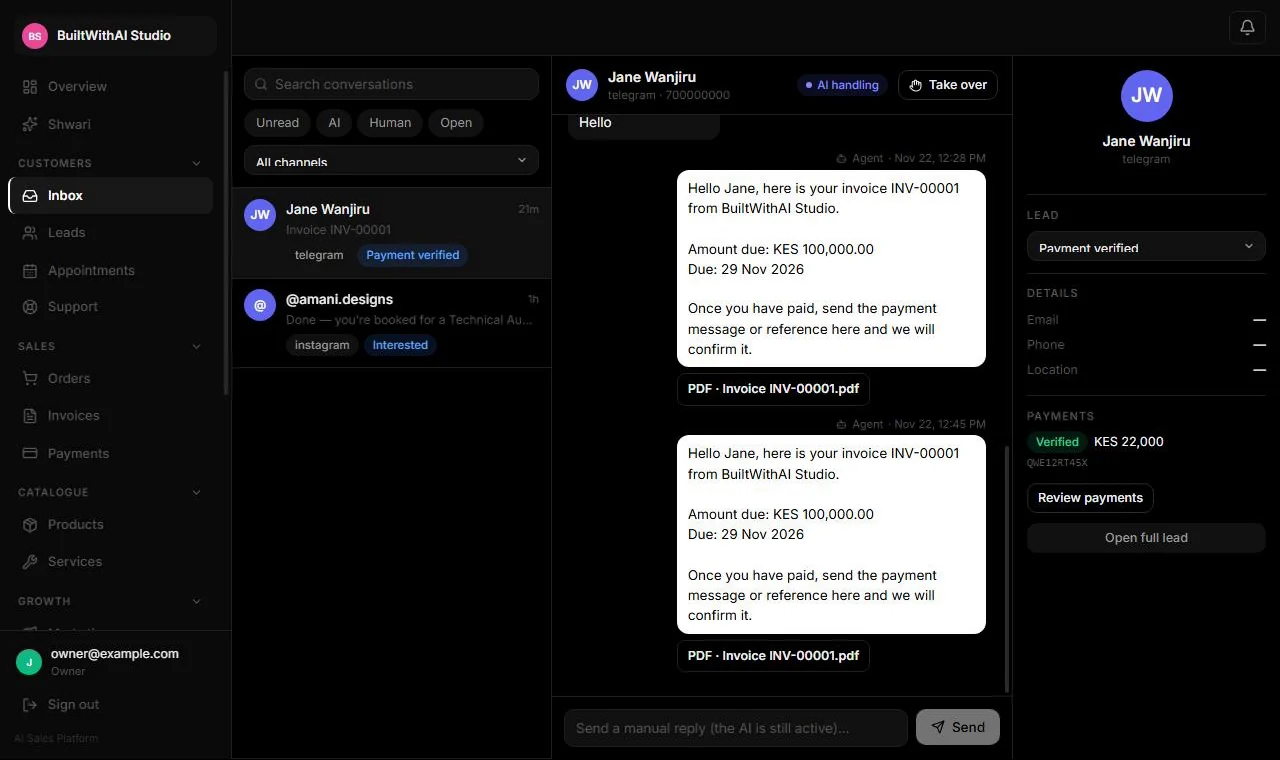 BS BuiltWithAI Studio
Overview
Shwari
CUSTOMERS
Inbox
Leads
Appointments
Support
SALES
Orders
Invoices
Payments
CATALOGUE
Products
Services
GROWTH
J owner@example.com
Owner
Sign out
AI Sales Platform
Search conversations
Unread AI Human Open
All channels
JW Jane Wanjiru 21m
Invoice INV-00001
telegram Payment verified
@ @amani.designs 1h
Done — you're booked for a Technical Au...
instagram Interested
JW Jane Wanjiru
telegram · 700000000
AI handling
Take over
Hello
Agent · Nov 22, 12:28 PM
Hello Jane, here is your invoice INV-00001
from BuiltWithAI Studio.
Amount due: KES 100,000.00
Due: 29 Nov 2026
Once you have paid, send the payment
message or reference here and we will
confirm it.
PDF · Invoice INV-00001.pdf
Agent · Nov 22, 12:45 PM
Hello Jane, here is your invoice INV-00001
from BuiltWithAI Studio.
Amount due: KES 100,000.00
Due: 29 Nov 2026
Once you have paid, send the payment
message or reference here and we will
confirm it.
PDF · Invoice INV-00001.pdf
Send a manual reply (the AI is still active)...
Send
JW
Jane Wanjiru
telegram
LEAD
Payment verified
DETAILS
Email —
Phone —
Location —
PAYMENTS
Verified KES 22,000
QWE12RT45X
Review payments
Open full lead